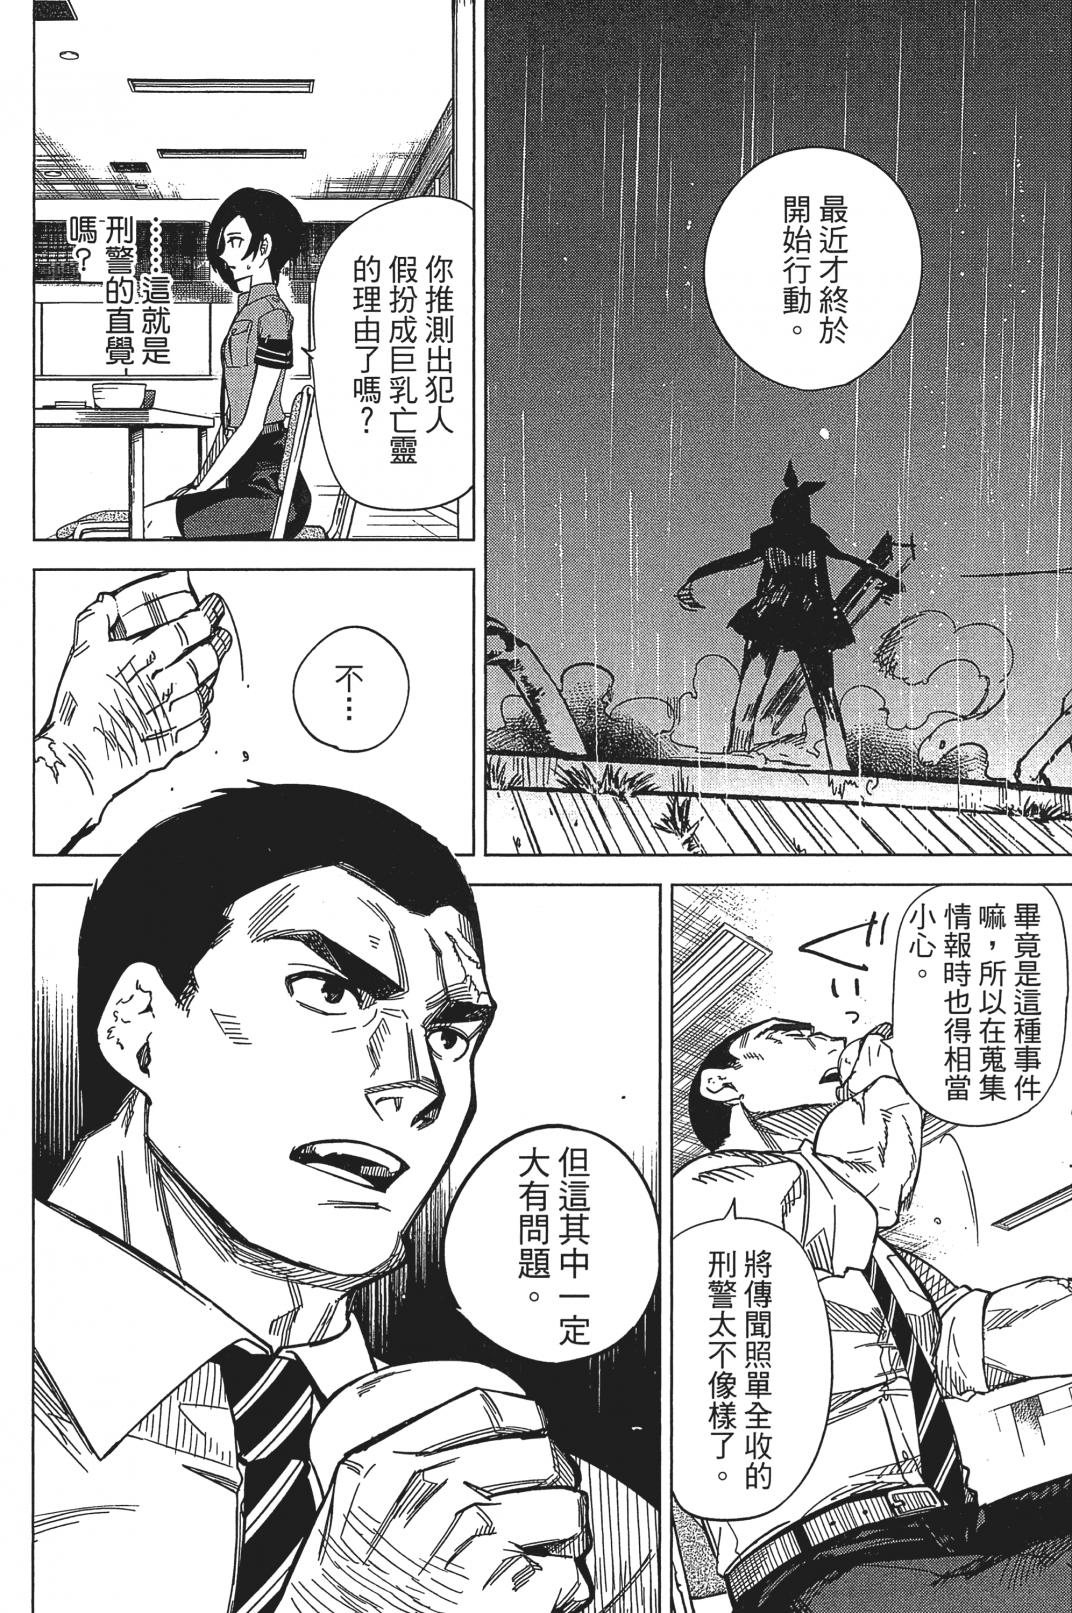 最近才終於
開始行動。
你推測出犯人
假扮成巨乳亡靈
的理由了嗎？
……這就是
刑警的直覺
嗎？
不…
畢竟是這種事件
嘛，所以在蒐集
情報時也得相當
小心。
ぐいっ
將傳聞照單全收的
刑警太不像樣了。
但這其中一定
大有問題。